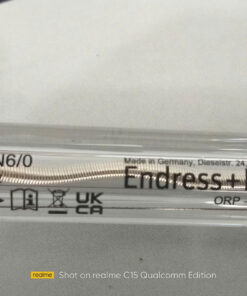 N6/0
Made in Germany, Dieselstr. 24
Endress+
ORP
UK
CA
realme
Shot on realme C15 Qualcomm Edition